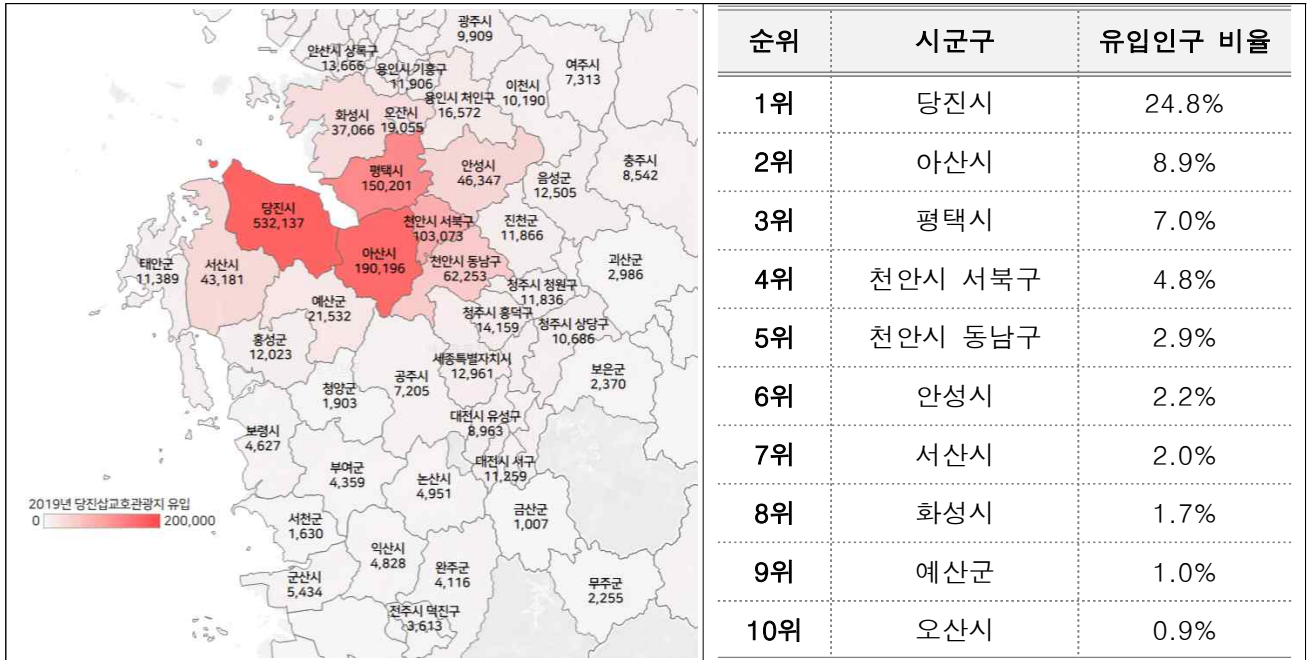 광주시
9,909
안산시 상록구
13,666
용인시 기흥구
11,906
여주시
7,313
이천시
10,190
용인시 처인구
16,572
화성시
37,066
오산시
19,055
평택시
150,201
안성시
46,347
충주시
8,542
음성군
12,505
당진시
532,137
천안시 서북구
103,073
진천군
11,866
아산시
190,196
천안시 동남구
62,253
괴산군
2,986
태안군
11,389
서산시
43,181
청주시 청원구
11,836
예산군
21,532
청주시 흥덕구
14,159
청주시 상당구
10,686
홍성군
12,023
세종특별자치시
12,961
보은군
2,370
공주시
7,205
청양군
1,903
대전시 유성구
8,963
보령시
4,627
부여군
4,359
대전시 서구
11,259
논산시
4,951
금산군
1,007
2019년 당진삽교호관광지 유입
0 200,000
서천군
1,630
익산시
4,828
완주군
4,116
군산시
5,434
무주군
2,255
전주시 덕진구
3,613
순위 시군구 유입인구 비율
1위 당진시 24.8%
2위 아산시 8.9%
3위 평택시 7.0%
4위 천안시 서북구 4.8%
5위 천안시 동남구 2.9%
6위 안성시 2.2%
7위 서산시 2.0%
8위 화성시 1.7%
9위 예산군 1.0%
10위 오산시 0.9%